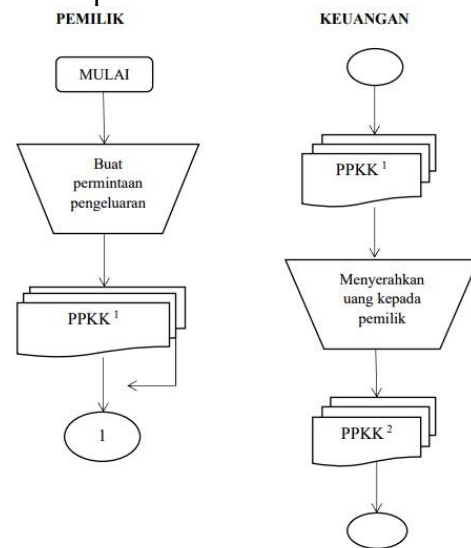 PEMILIK
MULAI
Buat
permintaan
pengeluaran
PPKK 1
1
KEUANGAN
PPKK 1
Menyerahkan
uang kepada
pemilik
PPKK 2